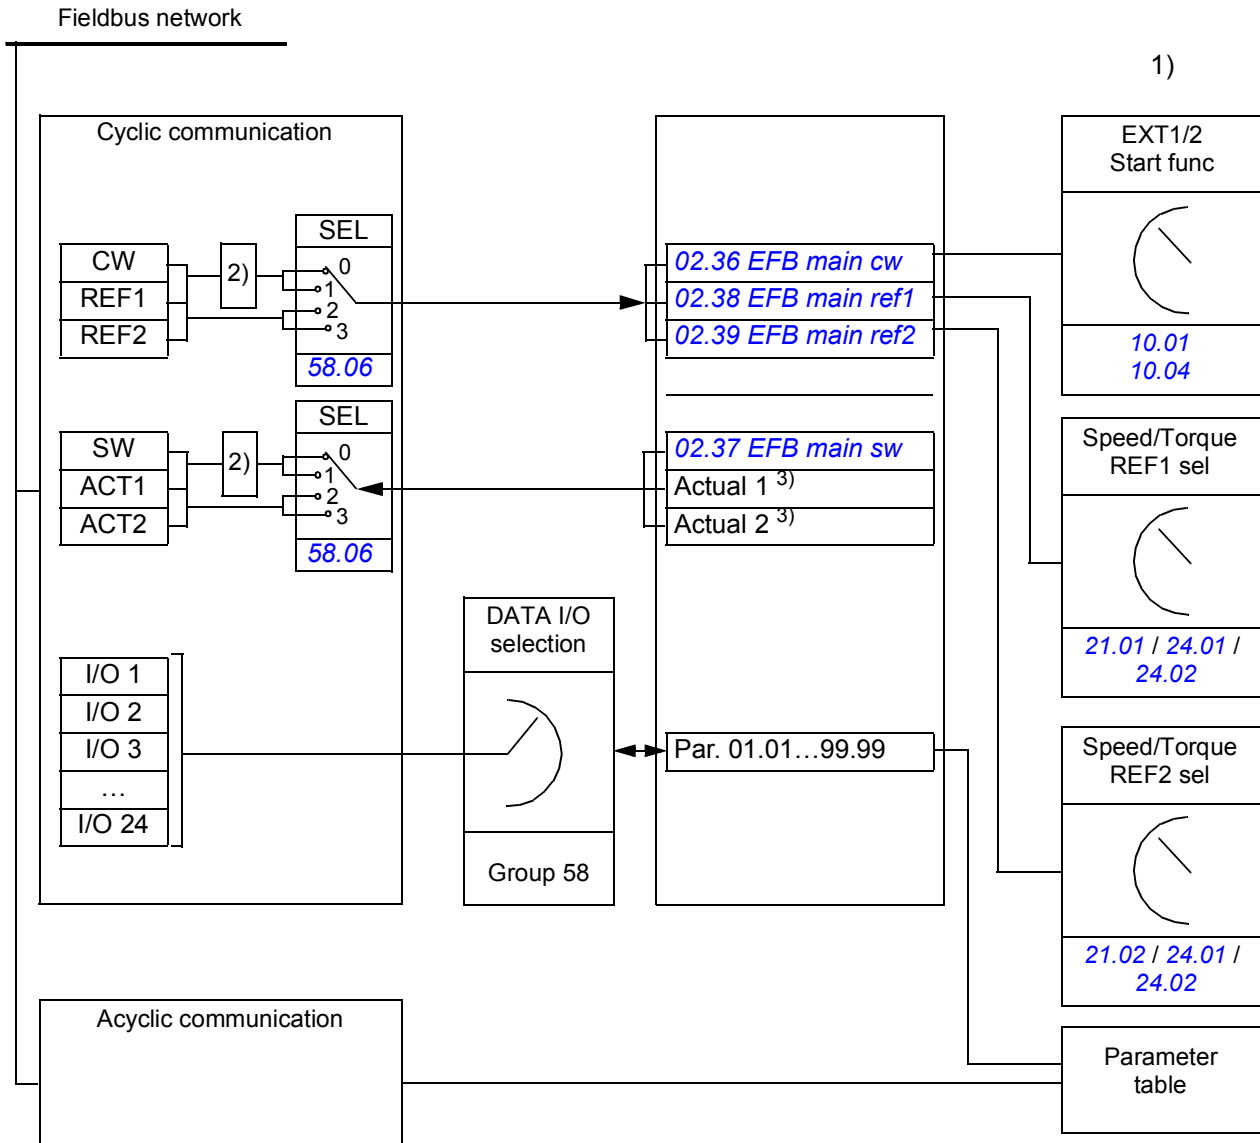 Fieldbus network
1)
Cyclic communication
CW
REF1
REF2
2)
SEL
0
1
2
3
58.06
SW
ACT1
ACT2
2)
SEL
0
1
2
3
58.06
I/O 1
I/O 2
I/O 3
…
I/O 24
DATA I/O
selection
Group 58
02.36 EFB main cw
02.38 EFB main ref1
02.39 EFB main ref2
02.37 EFB main sw
Actual 1 3)
Actual 2 3)
Par. 01.01…99.99
EXT1/2
Start func
10.01
10.04
Speed/Torque
REF1 sel
21.01 / 24.01 /
24.02
Speed/Torque
REF2 sel
21.02 / 24.01 /
24.02
Acyclic communication
Parameter
table